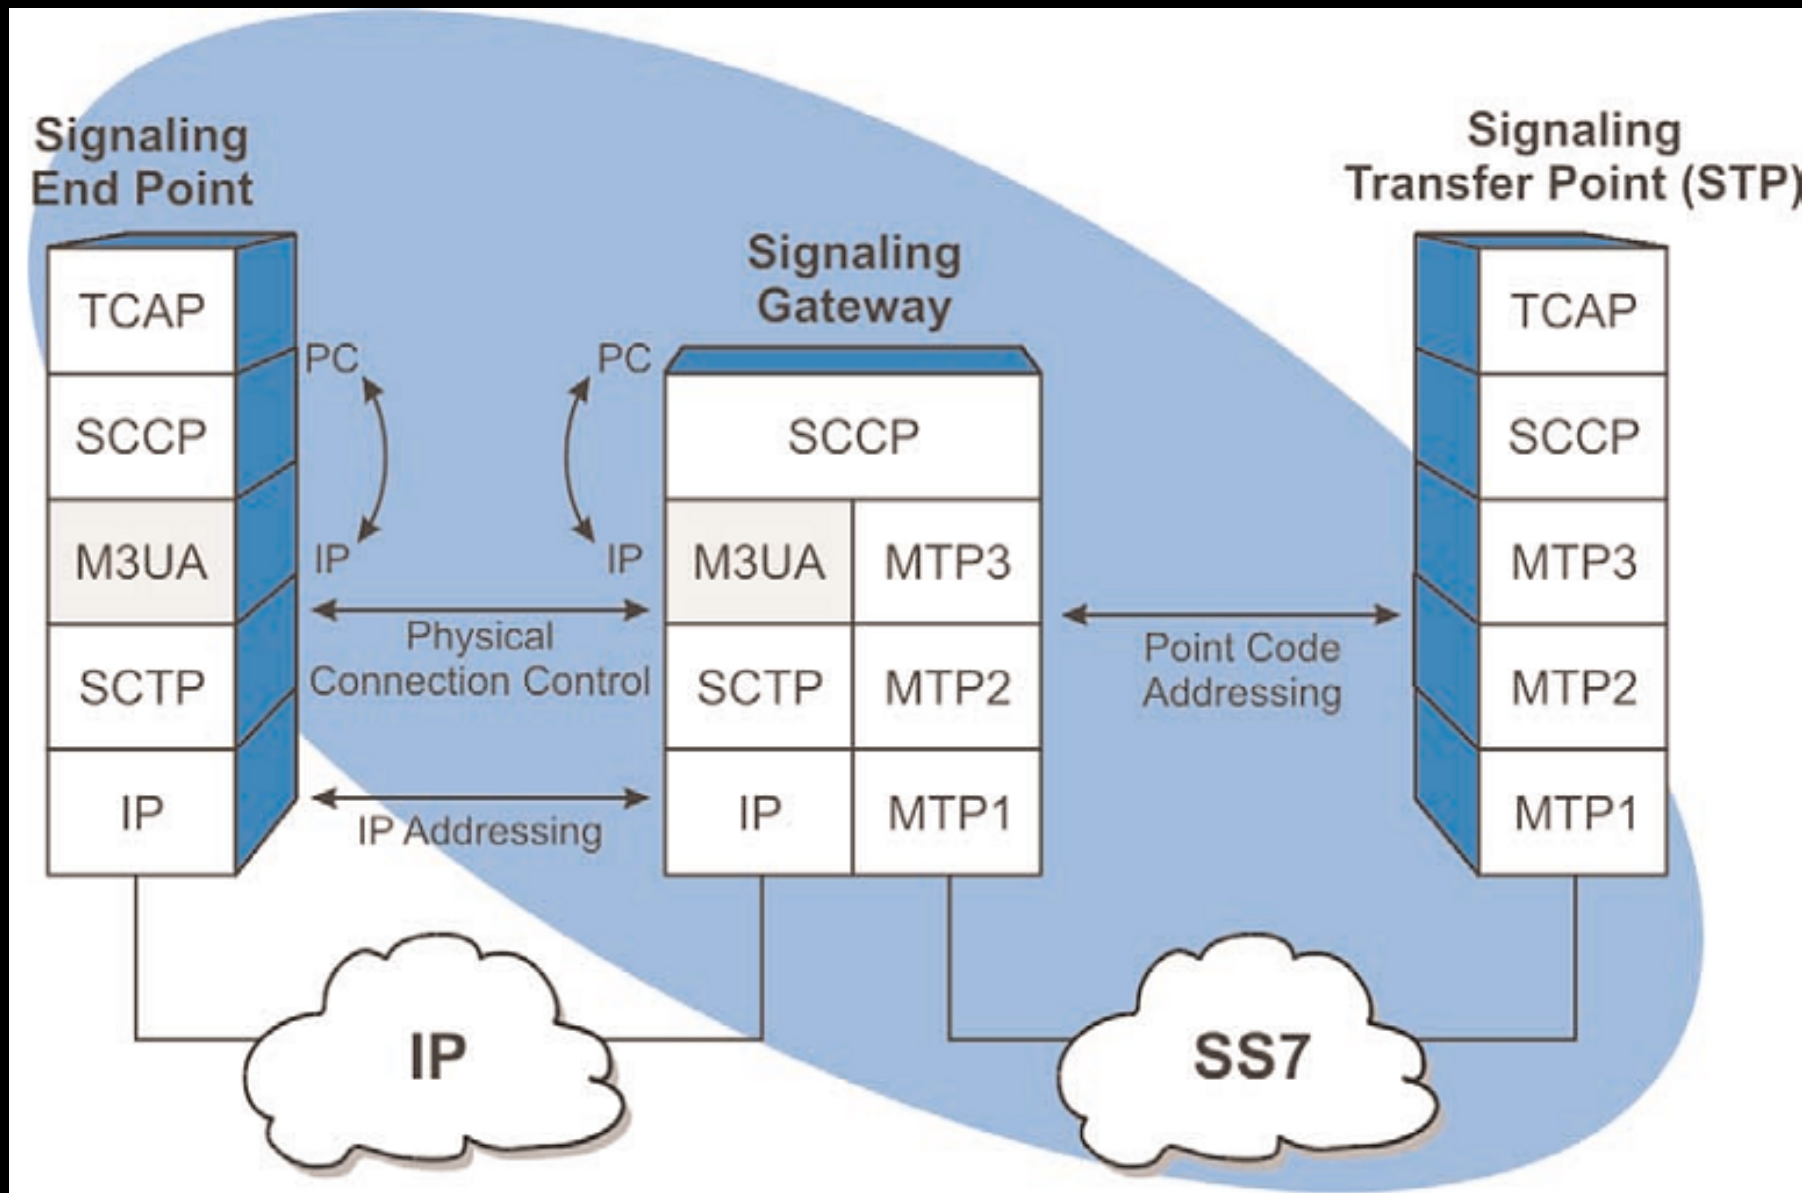 Signaling
End Point
TCAP
SCCP
M3UA
SCTP
IP
PC
IP
PC
IP
Physical
Connection Control
IP Addressing
Signaling
Gateway
SCCP
M3UA
MTP3
SCTP
MTP2
IP
MTP1
Point Code
Addressing
Signaling
Transfer Point (STP)
TCAP
SCCP
MTP3
MTP2
MTP1
IP
SS7